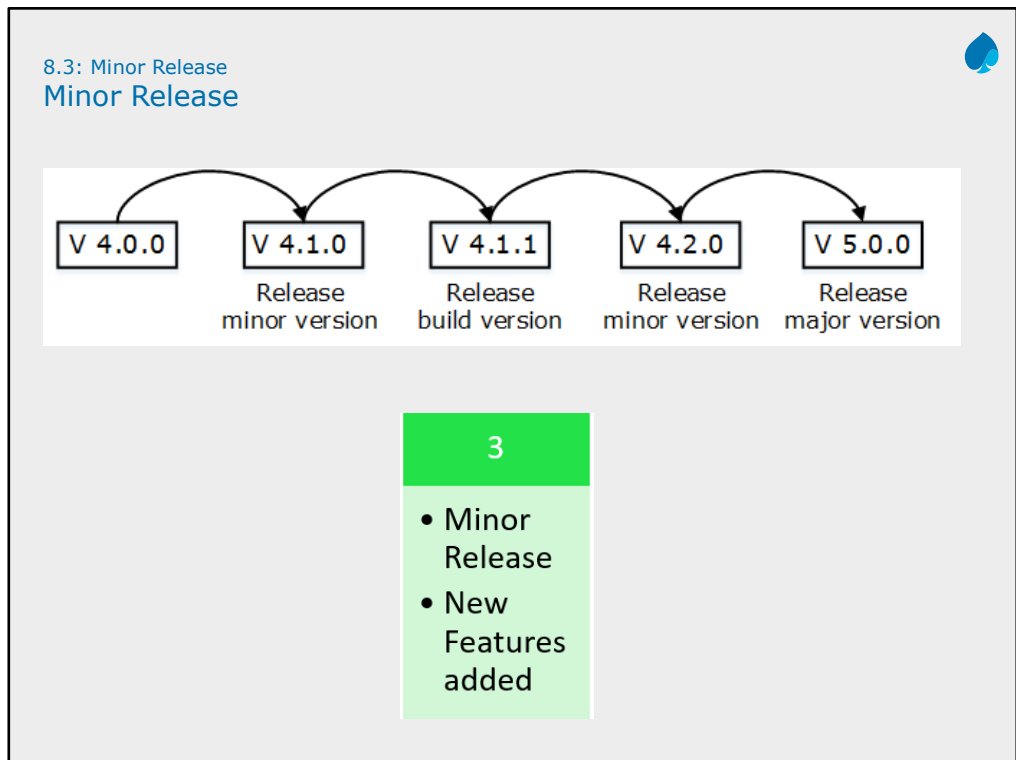 8.3: Minor Release
Minor Release
V 4.0.0
V 4.1.0
V 4.1.1
V 4.2.0
V 5.0.0
Release
minor version
Release
build version
Release
minor version
Release
major version
3
• Minor
Release
• New
Features
added